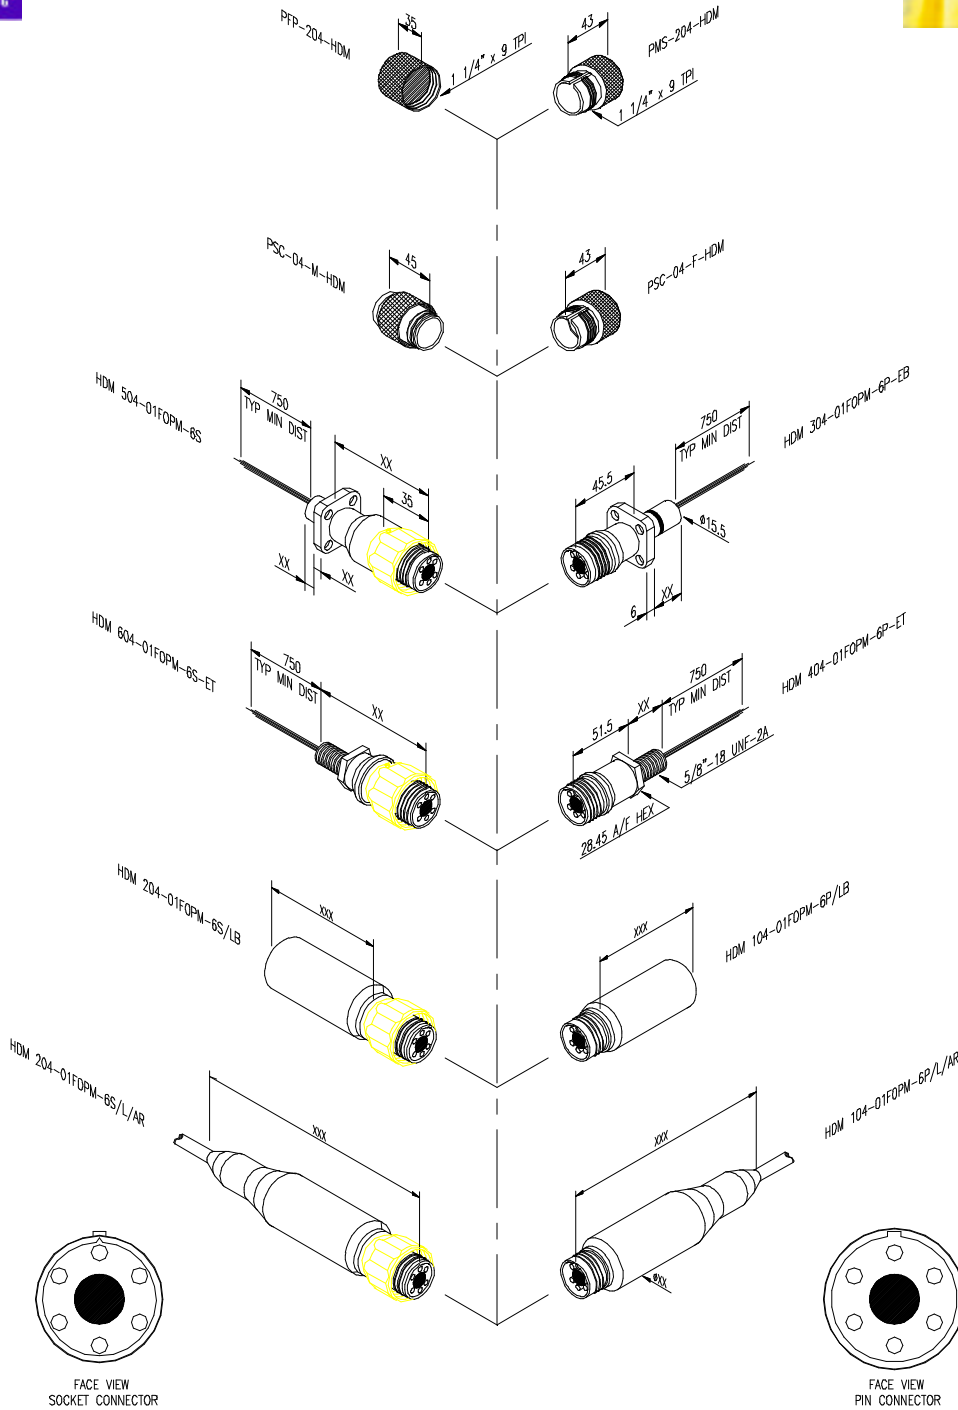 PFP-204-HDM
35
1 1/4" x 9 TPI
43
PMS-204-HDM
1 1/4" x 9 TPI
PSC-04-M-HDM
45
43
PSC-04-F-HDM
HDM 504-01FOPM-6S
750
TYP MIN DIST
XX
35
XX
XX
45.5
750
TYP MIN DIST
HDM 304-01FOPM-6P-EB
ø15.5
6
XX
HDM 604-01FOPM-6S-ET
750
TYP MIN DIST
XX
51.5
XX
750
TYP MIN DIST
HDM 404-01FOPM-6P-ET
5/8"-18 UNF-2A
28.45 A/F HEX
HDM 204-01FOPM-6S/LB
XXX
XXX
HDM 104-01FOPM-6P/LB
HDM 204-01FOPM-6S/L/AR
XXX
XXX
HDM 104-01FOPM-6P/L/AR
øXX
FACE VIEW
SOCKET CONNECTOR
FACE VIEW
PIN CONNECTOR